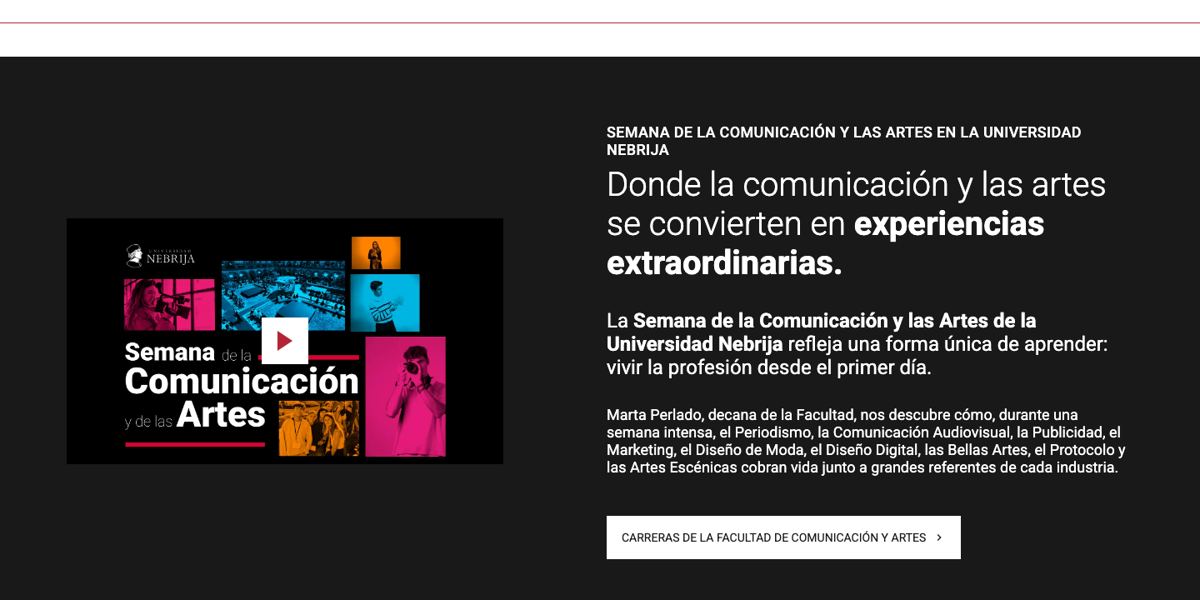 UNIVERSIDAD
NEBRIJA
Semana de la
Comunicación
y de las Artes
SEMANA DE LA COMUNICACIÓN Y LAS ARTES EN LA UNIVERSIDAD
NEBRIJA
Donde la comunicación y las artes
se convierten en experiencias
extraordinarias.
La Semana de la Comunicación y las Artes de la
Universidad Nebrija refleja una forma única de aprender:
vivir la profesión desde el primer día.
Marta Perlado, decana de la Facultad, nos descubre cómo, durante una
semana intensa, el Periodismo, la Comunicación Audiovisual, la Publicidad, el
Marketing, el Diseño de Moda, el Diseño Digital, las Bellas Artes, el Protocolo y
las Artes Escénicas cobran vida junto a grandes referentes de cada industria.
CARRERAS DE LA FACULTAD DE COMUNICACIÓN Y ARTES